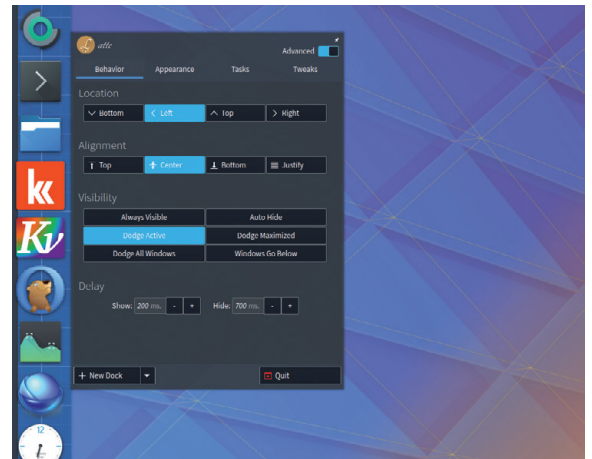 Latte
Advanced
Behavior Appearance Tasks Tweaks
Location
Bottom Left Top Right
Alignment
Top Center Bottom Justify
Visibility
Always Visible Auto Hide
Dodge Active Dodge Maximized
Dodge All Windows Windows Go Below
Delay
Show: 200 ms. - + Hide: 700 ms. - +
+ New Dock Quit
Kv
12